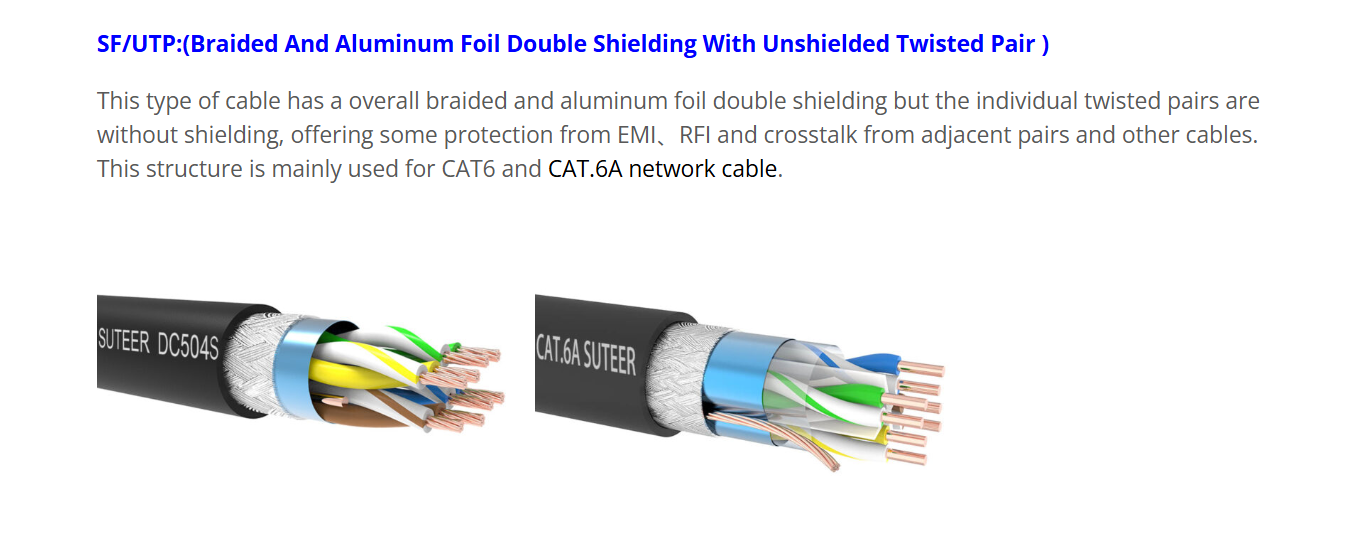 SF/UTP:(Braided And Aluminum Foil Double Shielding With Unshielded Twisted Pair )
This type of cable has a overall braided and aluminum foil double shielding but the individual twisted pairs are
without shielding, offering some protection from EMI、RFI and crosstalk from adjacent pairs and other cables.
This structure is mainly used for CAT6 and CAT.6A network cable.
SUTEER DC504S
CAT.6A SUTEER